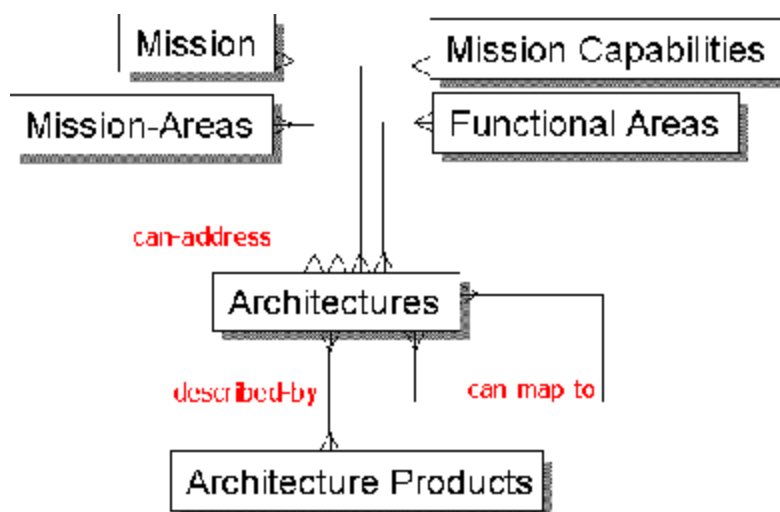 Mission
Mission Capabilities
Mission-Areas
Functional Areas
can-address
Architectures
described-by
can map to
Architecture Products